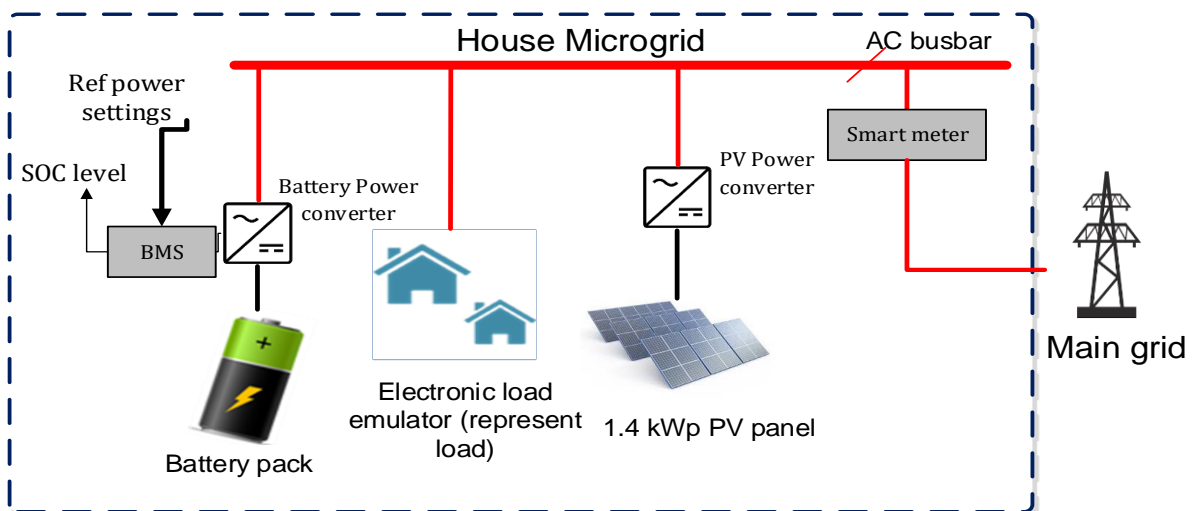 House Microgrid
AC busbar
Ref power
settings
SOC level
BMS
Battery Power
converter
PV Power
converter
Smart meter
Electronic load
emulator (represent
load)
1.4 kWp PV panel
Battery pack
Main grid